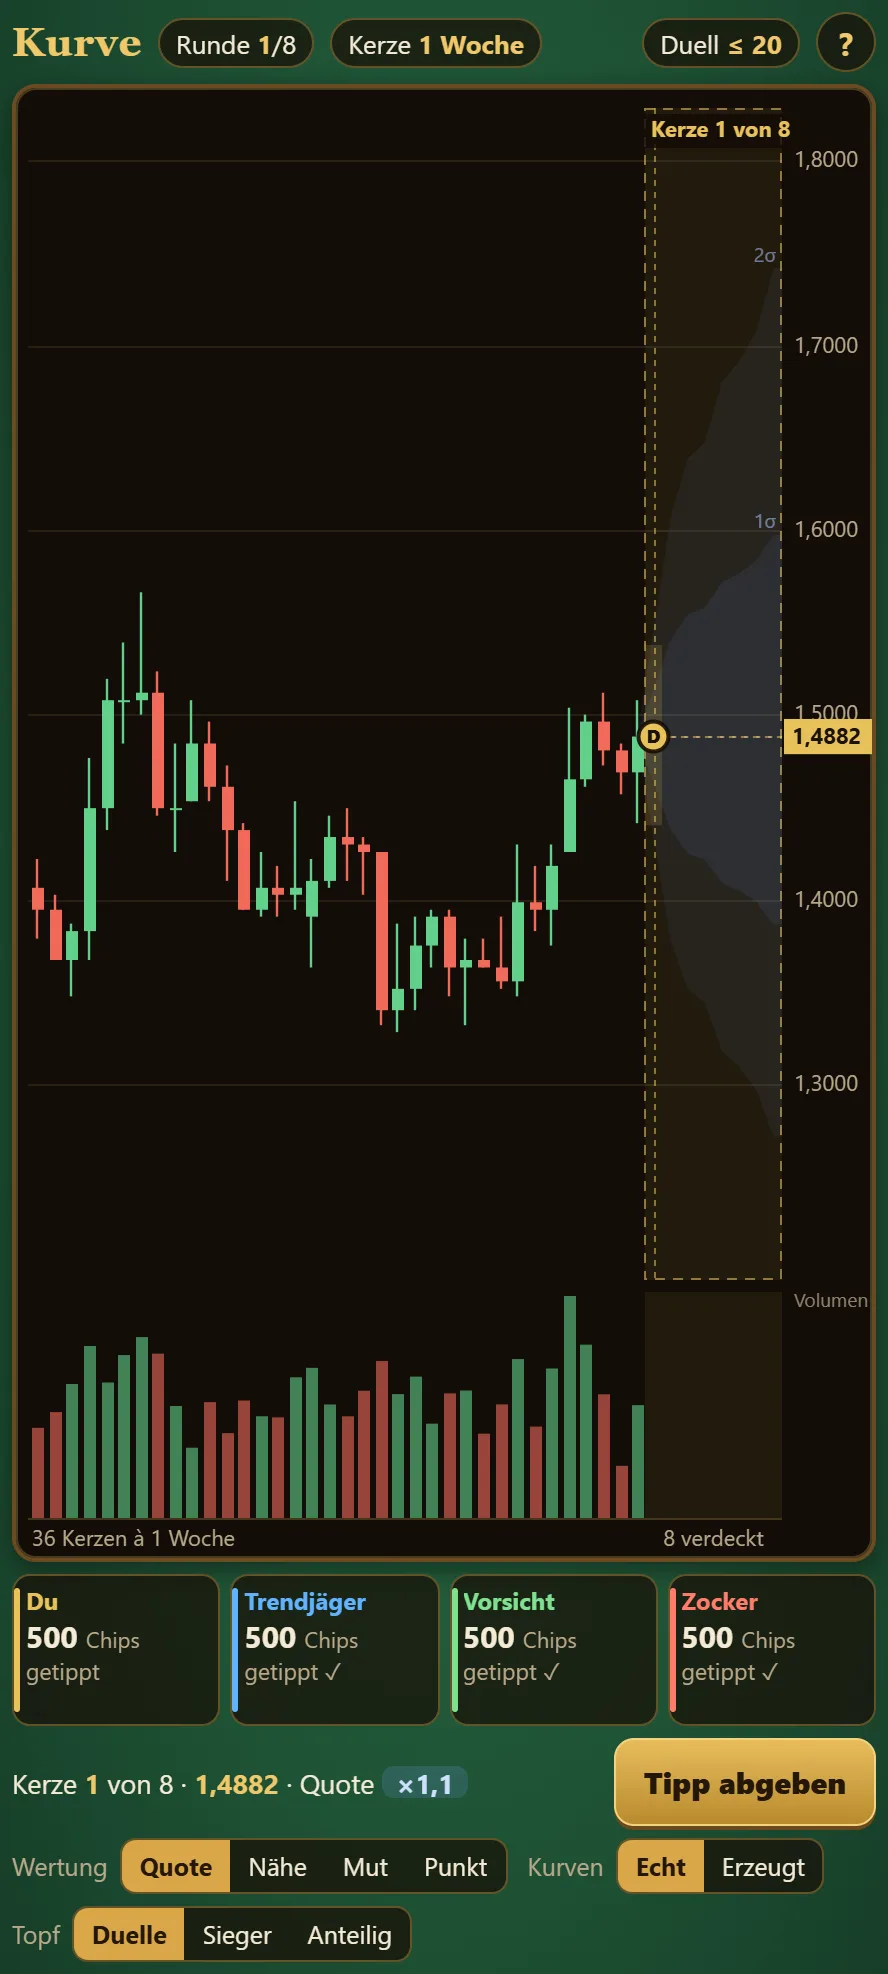 Kurve
Runde 1/8
Kerze 1 Woche
Duell ≤ 20
?
Kerze 1 von 8
1,8000
2σ
1,7000
1σ
1,6000
1,5000
D
1,4882
1,4000
1,3000
Volumen
36 Kerzen à 1 Woche
8 verdeckt
Du
500 Chips
getippt
Trendjäger
500 Chips
getippt ✓
Vorsicht
500 Chips
getippt ✓
Zocker
500 Chips
getippt ✓
Kerze 1 von 8 · 1,4882 · Quote ×1,1
Tipp abgeben
Wertung Quote Nähe Mut Punkt Kurven Echt Erzeugt
Topf Duelle Sieger Anteilig